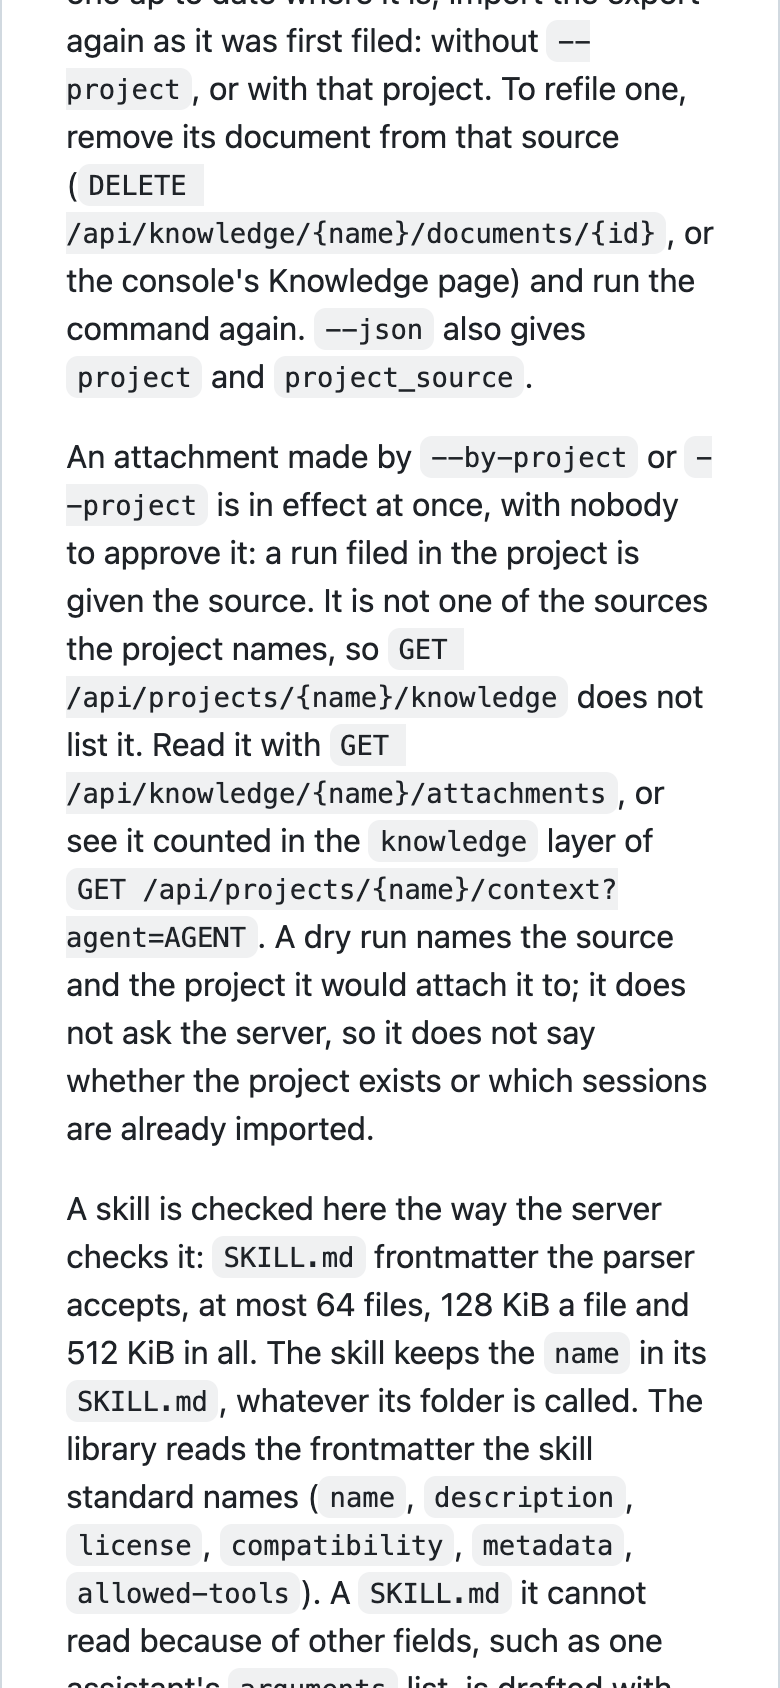 again as it was first filed: without --
project, or with that project. To refile one,
remove its document from that source
(DELETE
/api/knowledge/{name}/documents/{id}, or
the console's Knowledge page) and run the
command again. --json also gives
project and project_source.
An attachment made by --by-project or -
-project is in effect at once, with nobody
to approve it: a run filed in the project is
given the source. It is not one of the sources
the project names, so GET
/api/projects/{name}/knowledge does not
list it. Read it with GET
/api/knowledge/{name}/attachments, or
see it counted in the knowledge layer of
GET /api/projects/{name}/context?
agent=AGENT. A dry run names the source
and the project it would attach it to; it does
not ask the server, so it does not say
whether the project exists or which sessions
are already imported.
A skill is checked here the way the server
checks it: SKILL.md frontmatter the parser
accepts, at most 64 files, 128 KiB a file and
512 KiB in all. The skill keeps the name in its
SKILL.md, whatever its folder is called. The
library reads the frontmatter the skill
standard names (name, description,
license, compatibility, metadata,
allowed-tools). A SKILL.md it cannot
read because of other fields, such as one
assistant's arguments list, is drafted with